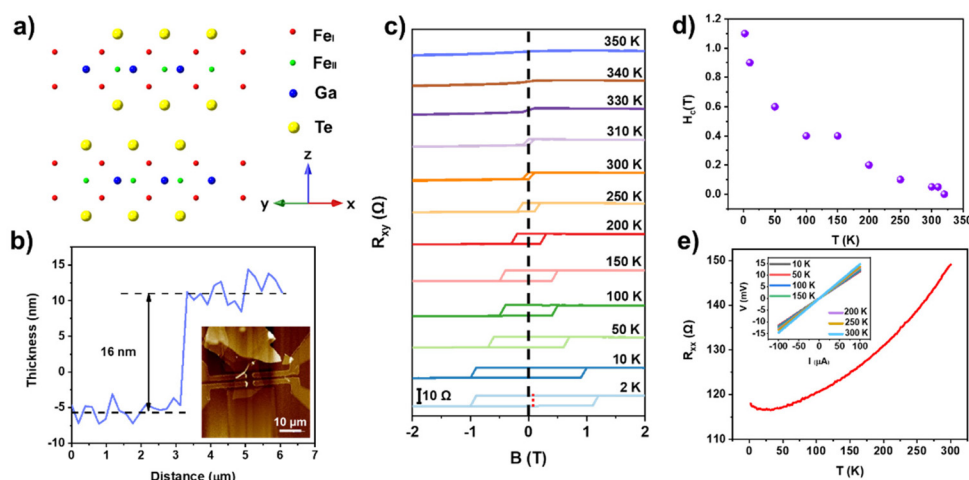 a)
Fe_I
Fe_II
Ga
Te
z
y
x
b)
Thickness (nm)
15
10
5
0
-5
-10
16 nm
10 μm
0 1 2 3 4 5 6 7
Distance (μm)
c)
R_xy (Ω)
350 K
340 K
330 K
310 K
300 K
250 K
200 K
150 K
100 K
50 K
10 K
2 K
10 Ω
-2 -1 0 1 2
B (T)
d)
H_c(T)
1.2
1.0
0.8
0.6
0.4
0.2
0.0
0 50 100 150 200 250 300
T (K)
e)
R_xx (Ω)
150
140
130
120
110
V (mV)
15
10
5
0
-5
-10
-15
10 K
50 K
100 K
150 K
200 K
250 K
300 K
-100 -50 0 50 100
I (μA)
0 50 100 150 200 250 300
T (K)